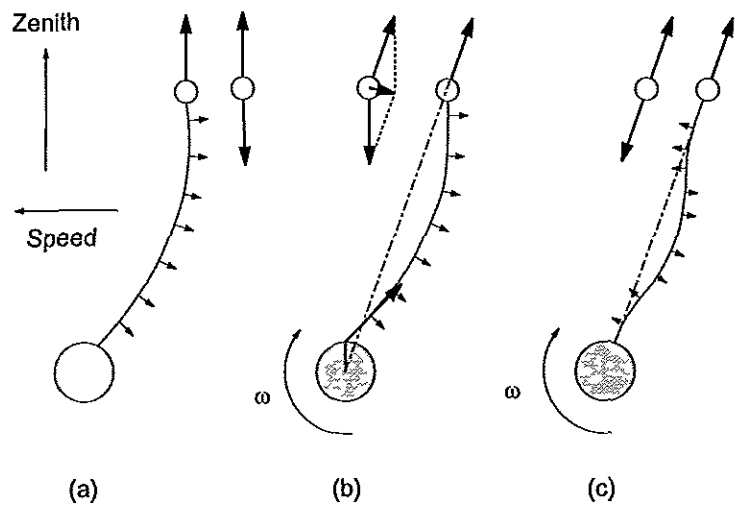 Zenith
Speed
ω
ω
(a)
(b)
(c)